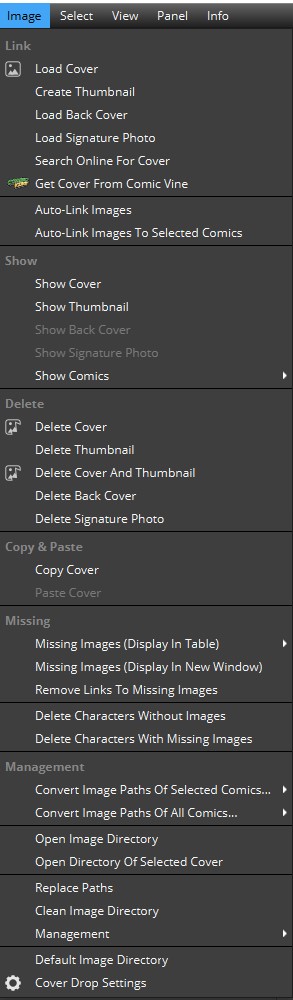 Image Select View Panel Info
Link
Load Cover
Create Thumbnail
Load Back Cover
Load Signature Photo
Search Online For Cover
Get Cover From Comic Vine
Auto-Link Images
Auto-Link Images To Selected Comics
Show
Show Cover
Show Thumbnail
Show Back Cover
Show Signature Photo
Show Comics
Delete
Delete Cover
Delete Thumbnail
Delete Cover And Thumbnail
Delete Back Cover
Delete Signature Photo
Copy & Paste
Copy Cover
Paste Cover
Missing
Missing Images (Display In Table)
Missing Images (Display In New Window)
Remove Links To Missing Images
Delete Characters Without Images
Delete Characters With Missing Images
Management
Convert Image Paths Of Selected Comics...
Convert Image Paths Of All Comics...
Open Image Directory
Open Directory Of Selected Cover
Replace Paths
Clean Image Directory
Management
Default Image Directory
Cover Drop Settings